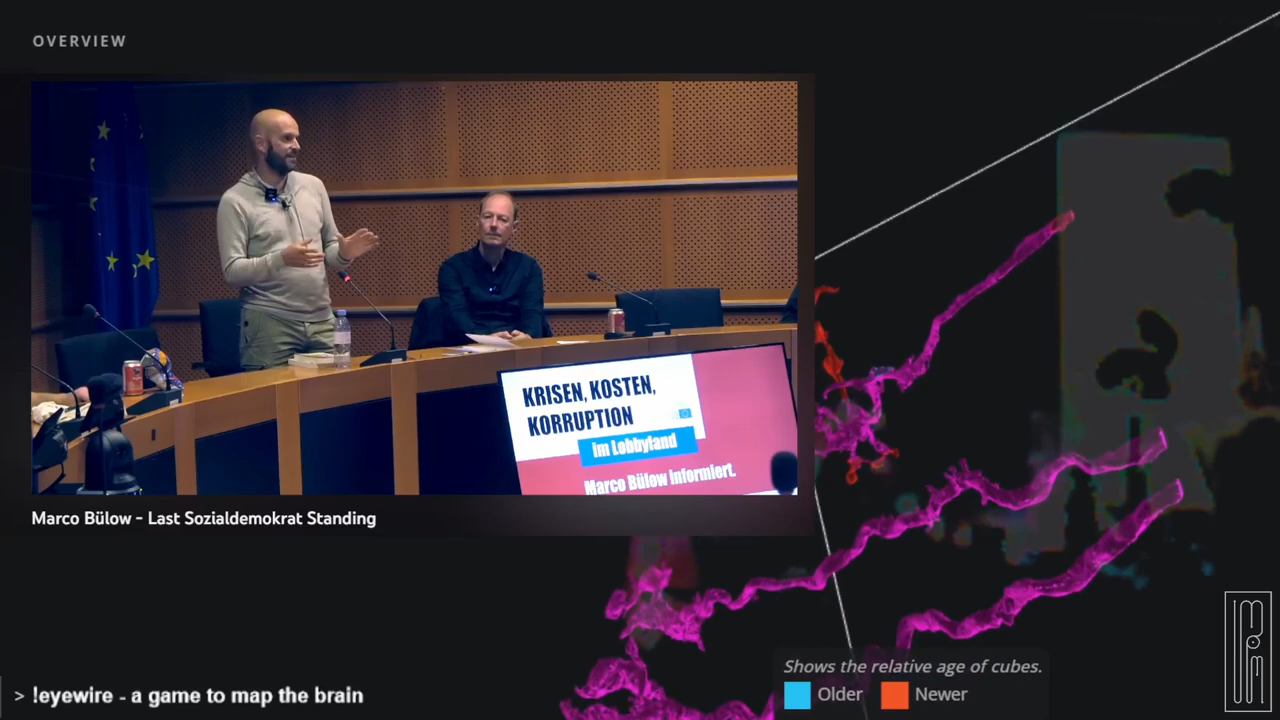 OVERVIEW
KRISEN, KOSTEN,
KORRUPTION
im Lobbyland
Marco Bülow informiert.
Marco Bülow - Last Sozialdemokrat Standing
Shows the relative age of cubes.
Older Newer
> !eyewire - a game to map the brain